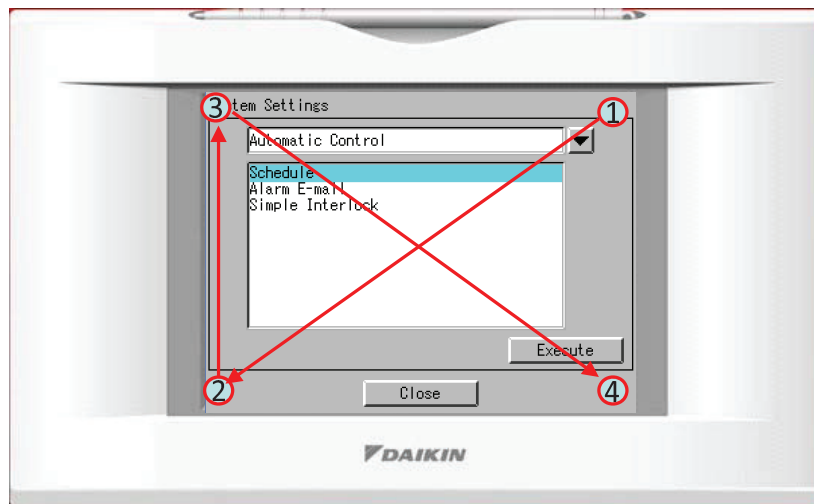 3 tem Settings 1
Automatic Control
Schedule
Alarm E-mail
Simple Interlock
Execute
2 Close 4
DAIKIN